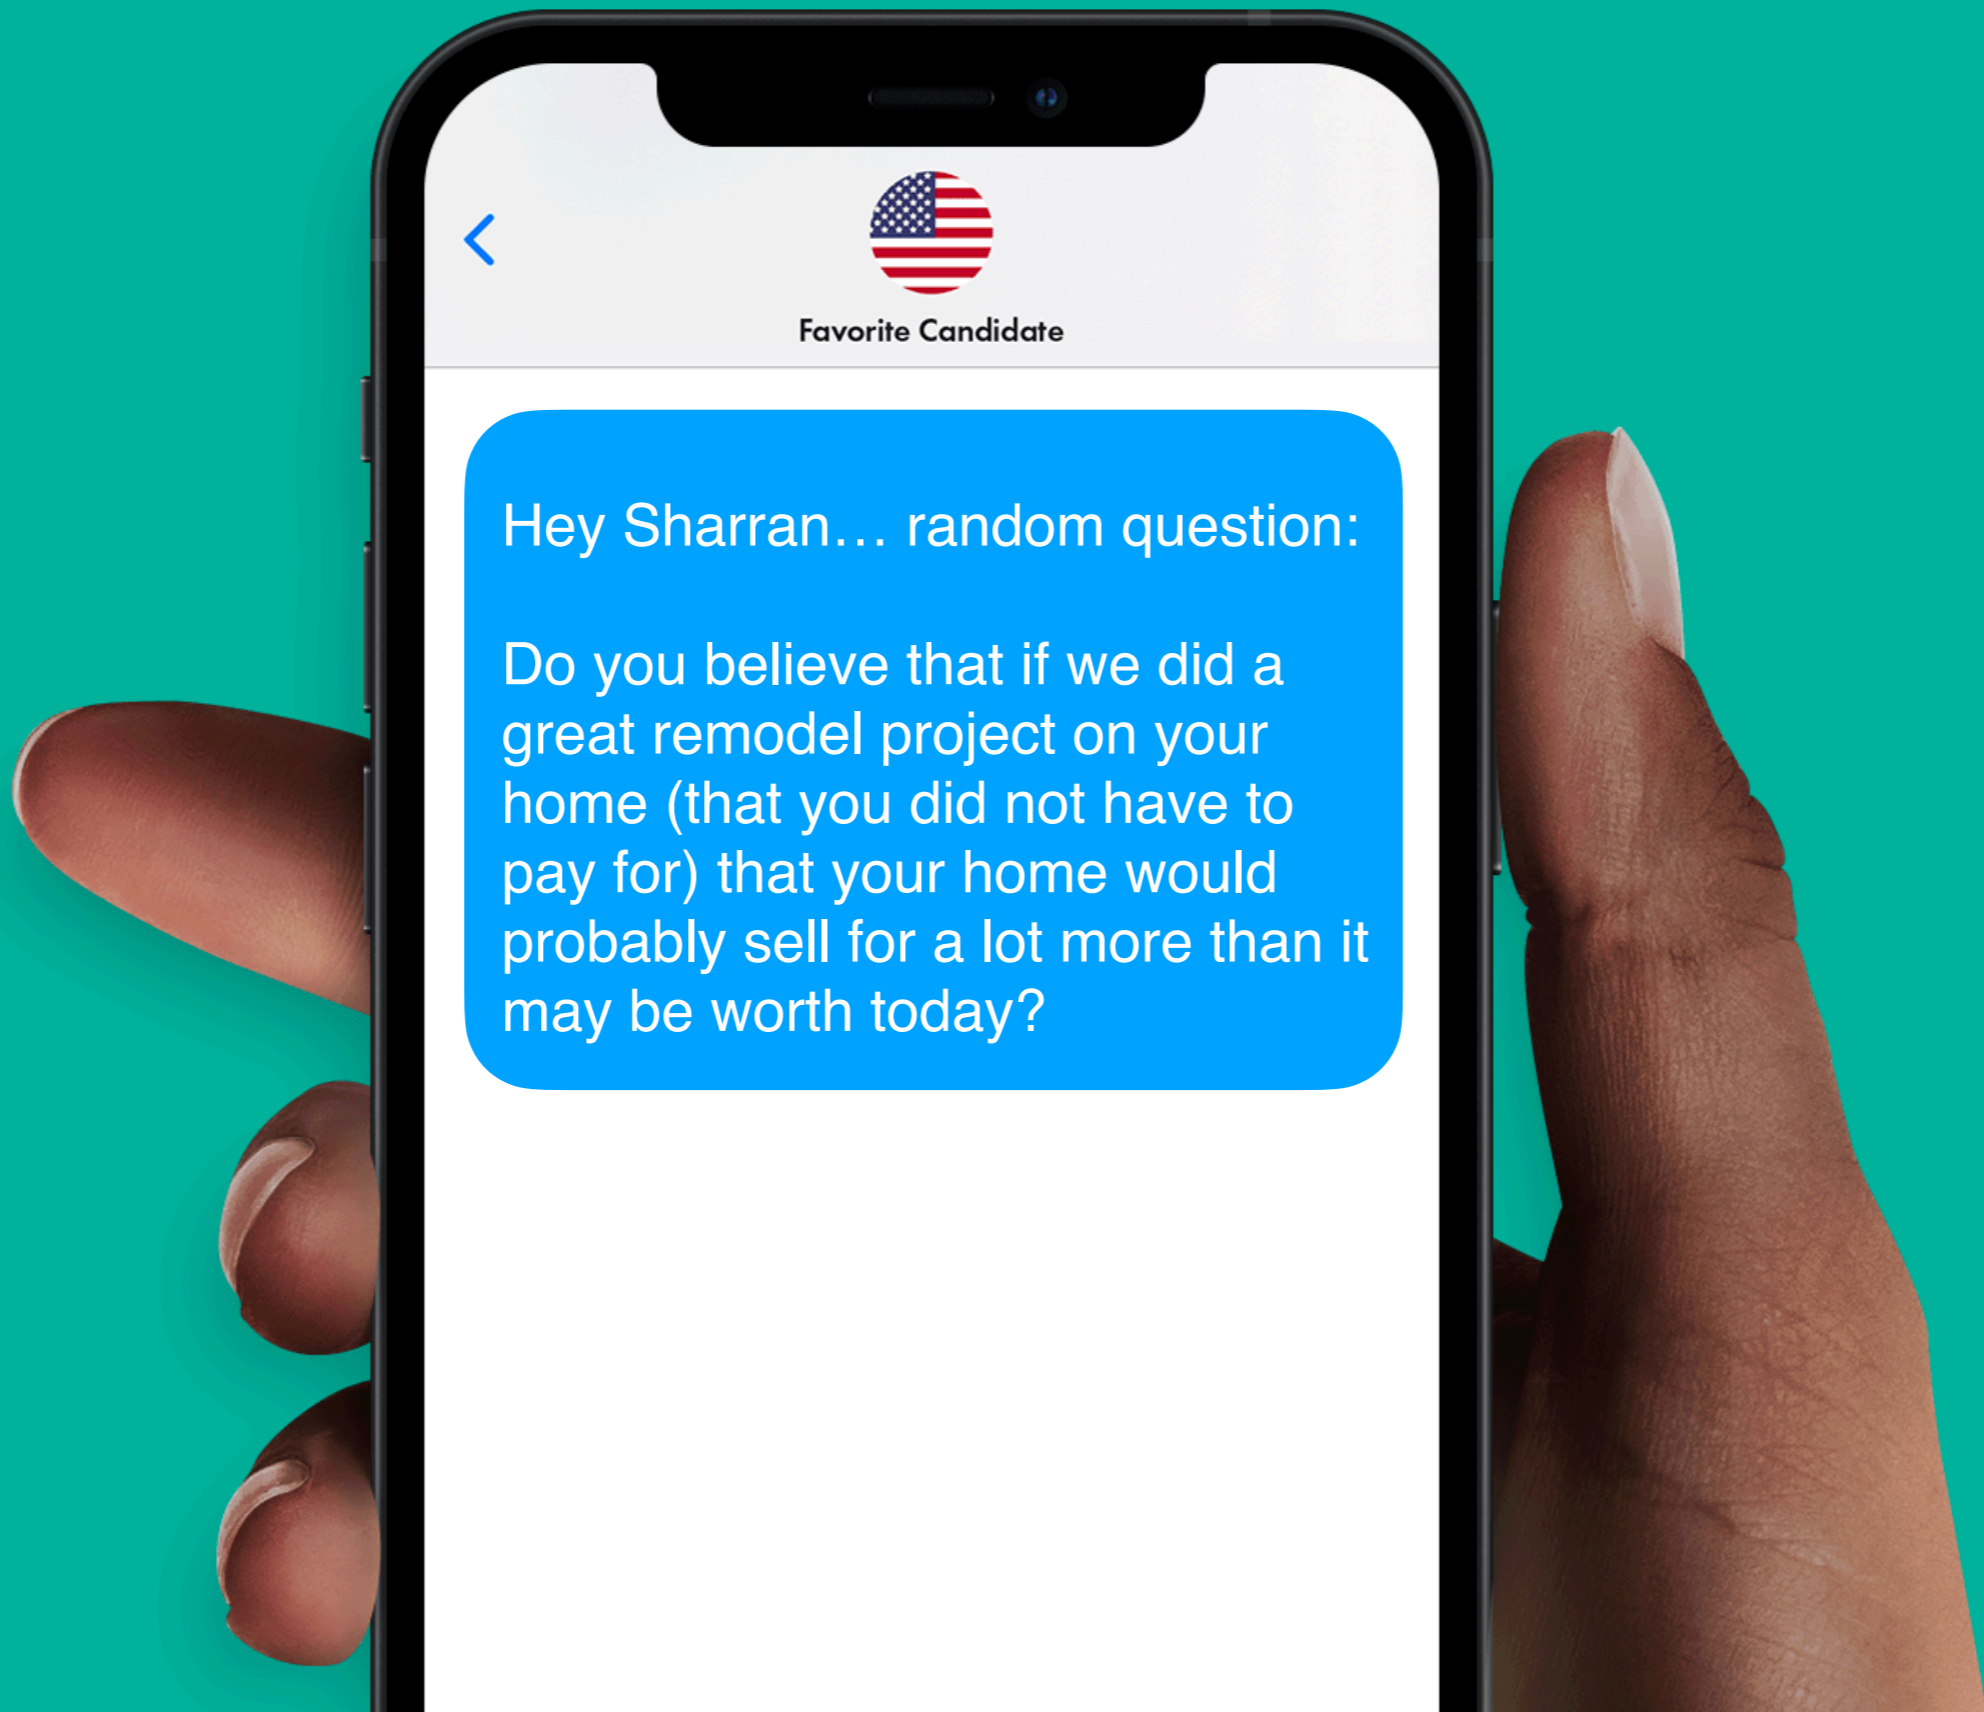 Favorite Candidate
Hey Sharran... random question:
Do you believe that if we did a
great remodel project on your
home (that you did not have to
pay for) that your home would
probably sell for a lot more than it
may be worth today?